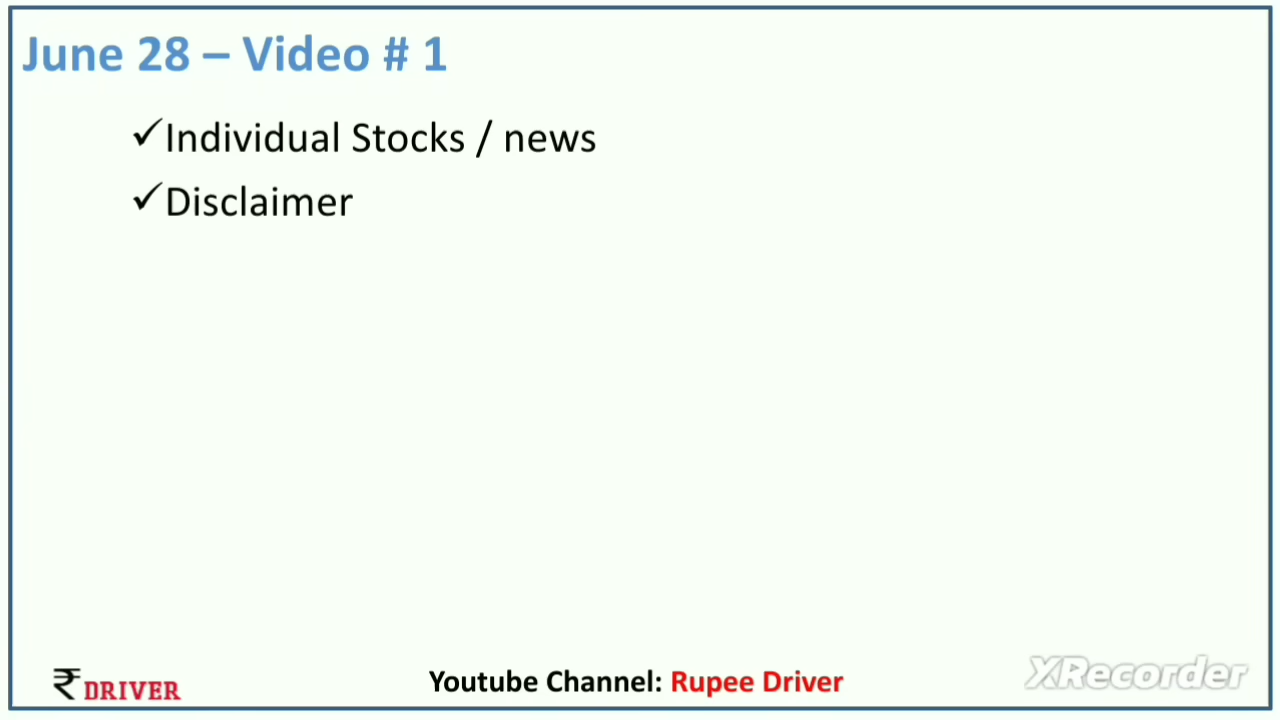 June 28 – Video # 1
✓Individual Stocks / news
✓Disclaimer
₹ DRIVER
Youtube Channel: Rupee Driver
XRecorder